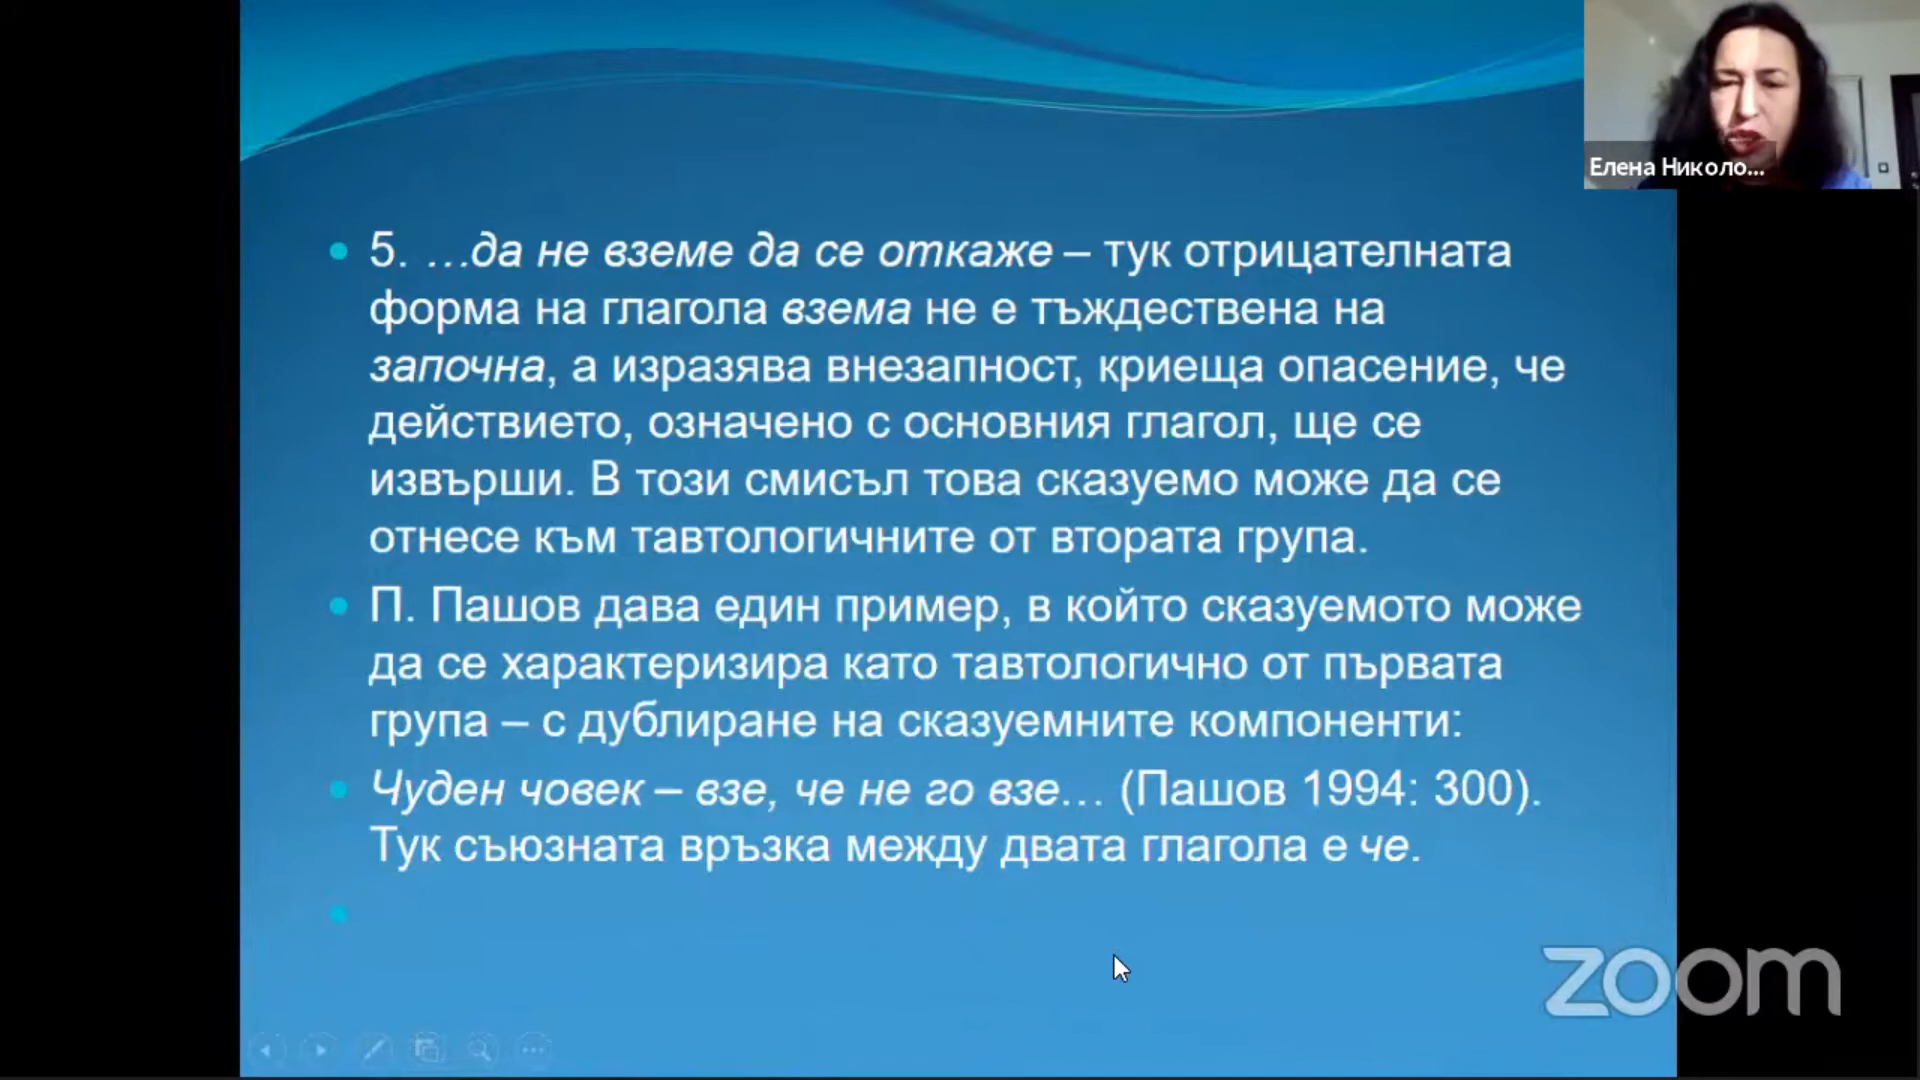 Елена Николо...
5. ...да не вземе да се откаже – тук отрицателната
форма на глагола взема не е тъждествена на
започна, а изразява внезапност, криеща опасение, че
действието, означено с основния глагол, ще се
извърши. В този смисъл това сказуемо може да се
отнесе към тавтологичните от втората група.
П. Пашов дава един пример, в който сказуемото може
да се характеризира като тавтологично от първата
група – с дублиране на сказуемните компоненти:
Чуден човек – взе, че не го взе... (Пашов 1994: 300).
Тук съюзната връзка между двата глагола е че.
zoom